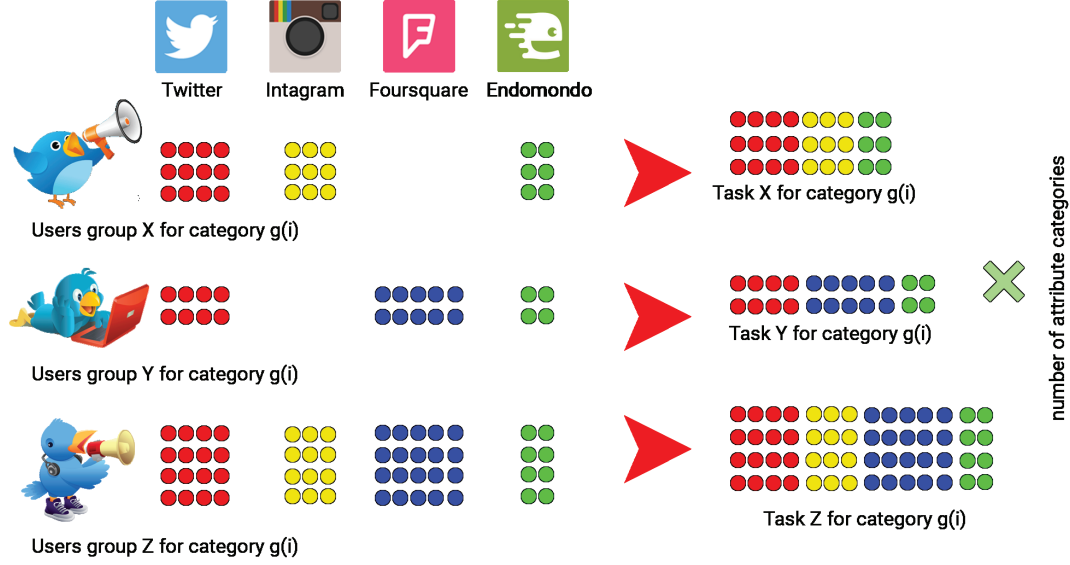 Twitter
Intagram
Foursquare
Endomondo
Users group X for category g(i)
Task X for category g(i)
Users group Y for category g(i)
Task Y for category g(i)
Users group Z for category g(i)
Task Z for category g(i)
number of attribute categories